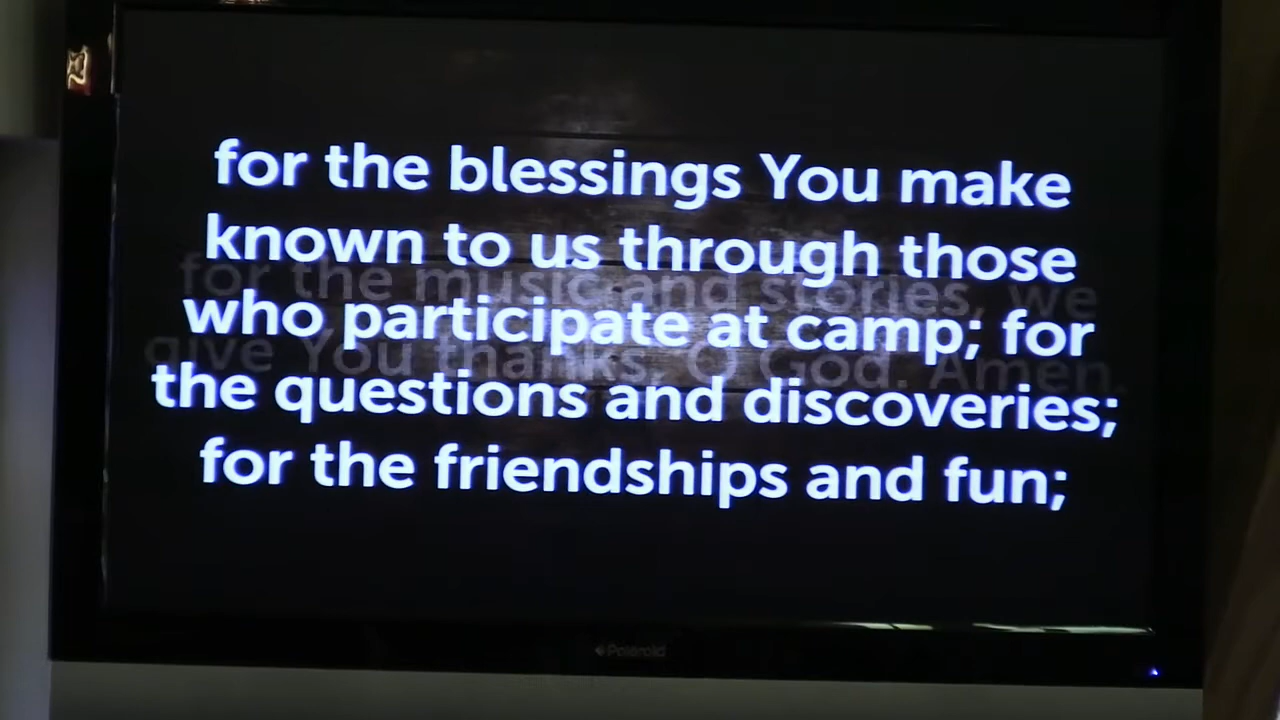 for the blessings You make
known to us through those
for the music and stories, we
who participate at camp; for
give You thanks, O God. Amen.
the questions and discoveries;
for the friendships and fun;
Polaroid